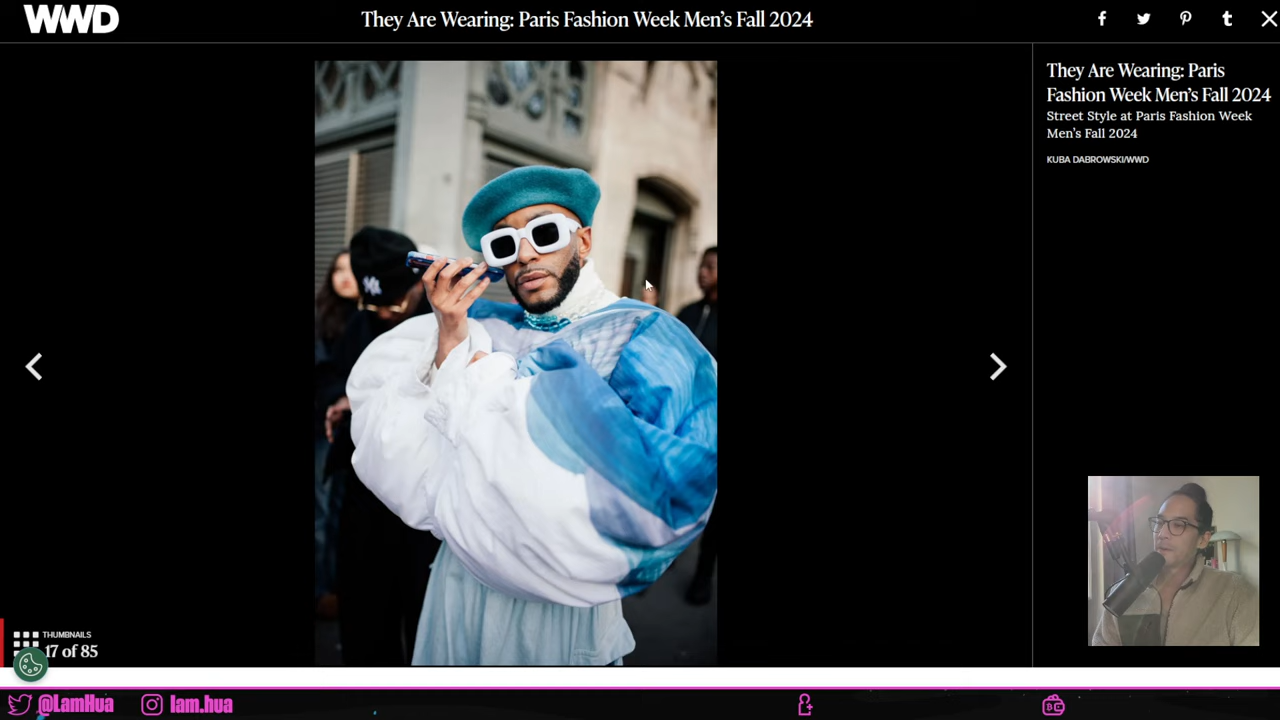 WWD
They Are Wearing: Paris Fashion Week Men's Fall 2024
They Are Wearing: Paris
Fashion Week Men's Fall 2024
Street Style at Paris Fashion Week
Men's Fall 2024
KUBA DABROWSKI/WWD
THUMBNAILS
17 of 85
@LamHua
lam.hua